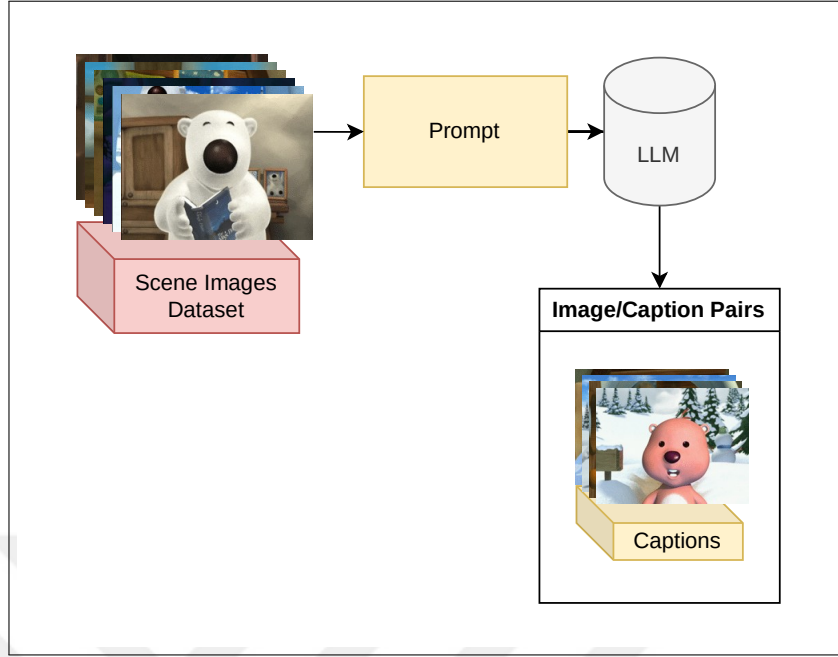 Prompt
LLM
Scene Images
Dataset
Image/Caption Pairs
Captions